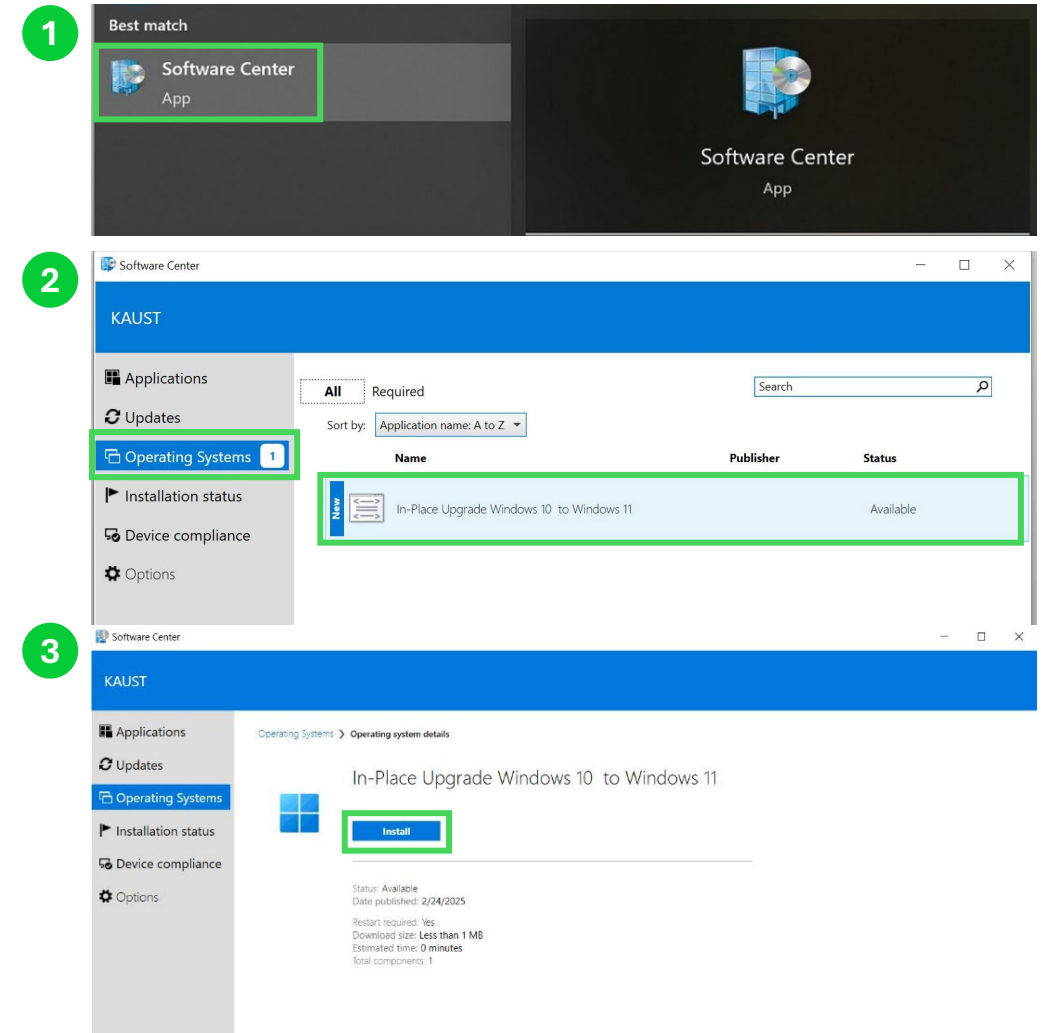 1
Best match
Software Center
App
Software Center
App
2
Software Center
KAUST
Applications
Updates
Operating Systems 1
Installation status
Device compliance
Options
All Required
Search
Sort by: Application name: A to Z
Name Publisher Status
New
In-Place Upgrade Windows 10 to Windows 11 Available
3
Software Center
KAUST
Applications
Updates
Operating Systems
Installation status
Device compliance
Options
Operating Systems ❯ Operating system details
In-Place Upgrade Windows 10 to Windows 11
Install
Status: Available
Date published: 2/24/2025
Restart required: Yes
Download size: Less than 1 MB
Estimated time: 0 minutes
Total components: 1